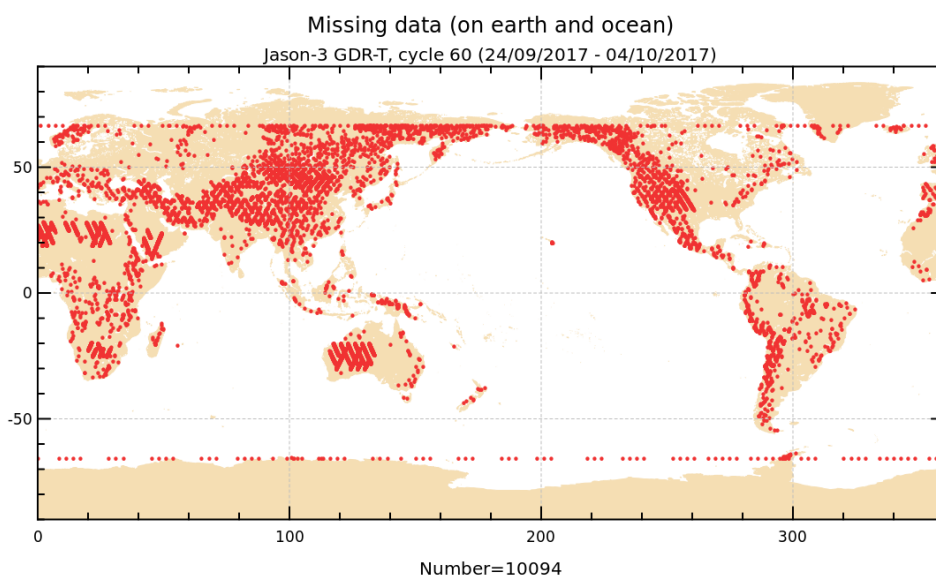 Missing data (on earth and ocean)
Jason-3 GDR-T, cycle 60 (24/09/2017 - 04/10/2017)
50
0
-50
0 100 200 300
Number=10094